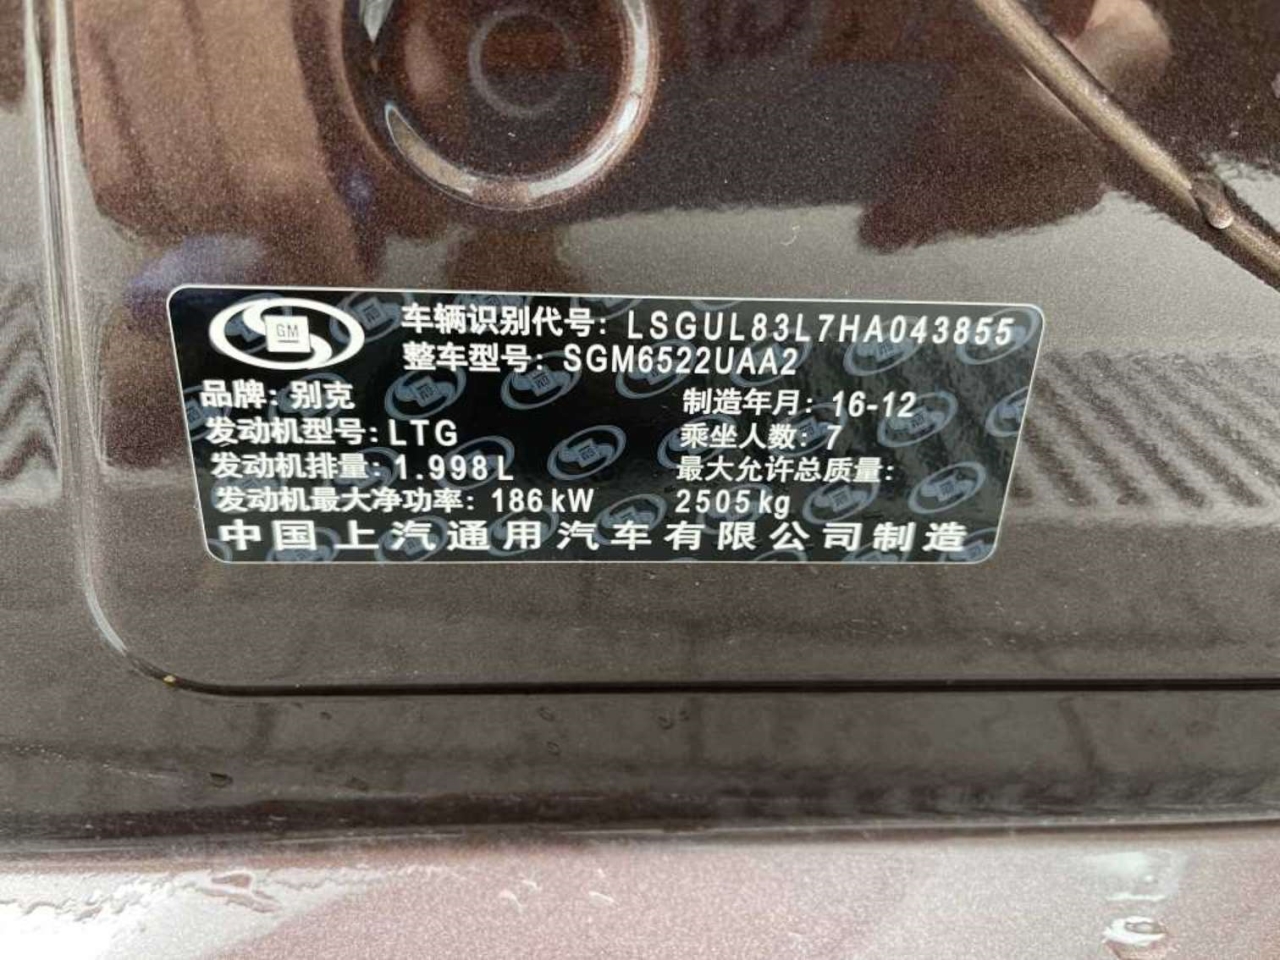 GM
车辆识别代号: LSGUL83L7HA043855
整车型号: SGM6522UAA2
品牌: 别克
制造年月: 16-12
发动机型号: LTG
乘坐人数: 7
发动机排量: 1.998L
最大允许总质量:
发动机最大净功率: 186kW
2505kg
中国上汽通用汽车有限公司制造